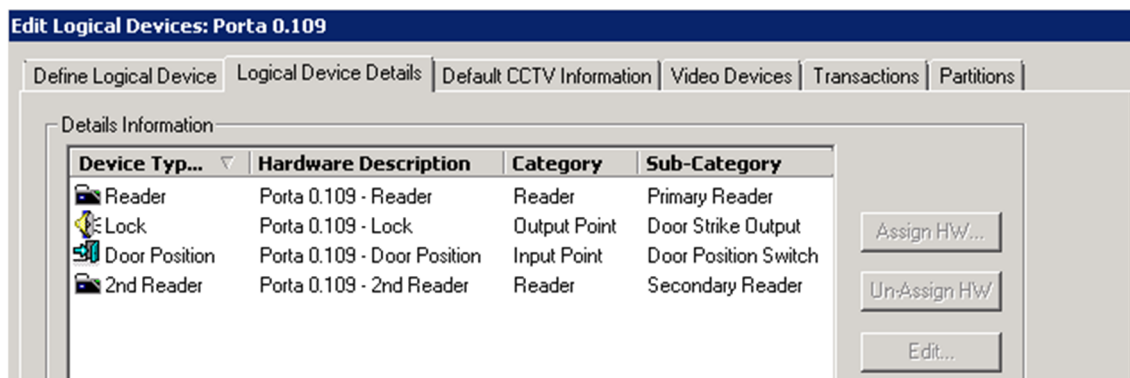 Edit Logical Devices: Porta 0.109
Define Logical Device Logical Device Details Default CCTV Information Video Devices Transactions Partitions
Details Information
Device Typ... Hardware Description Category Sub-Category
Reader Porta 0.109 - Reader Reader Primary Reader
Lock Porta 0.109 - Lock Output Point Door Strike Output
Door Position Porta 0.109 - Door Position Input Point Door Position Switch
2nd Reader Porta 0.109 - 2nd Reader Reader Secondary Reader
Assign HW...
Un-Assign HW
Edit...